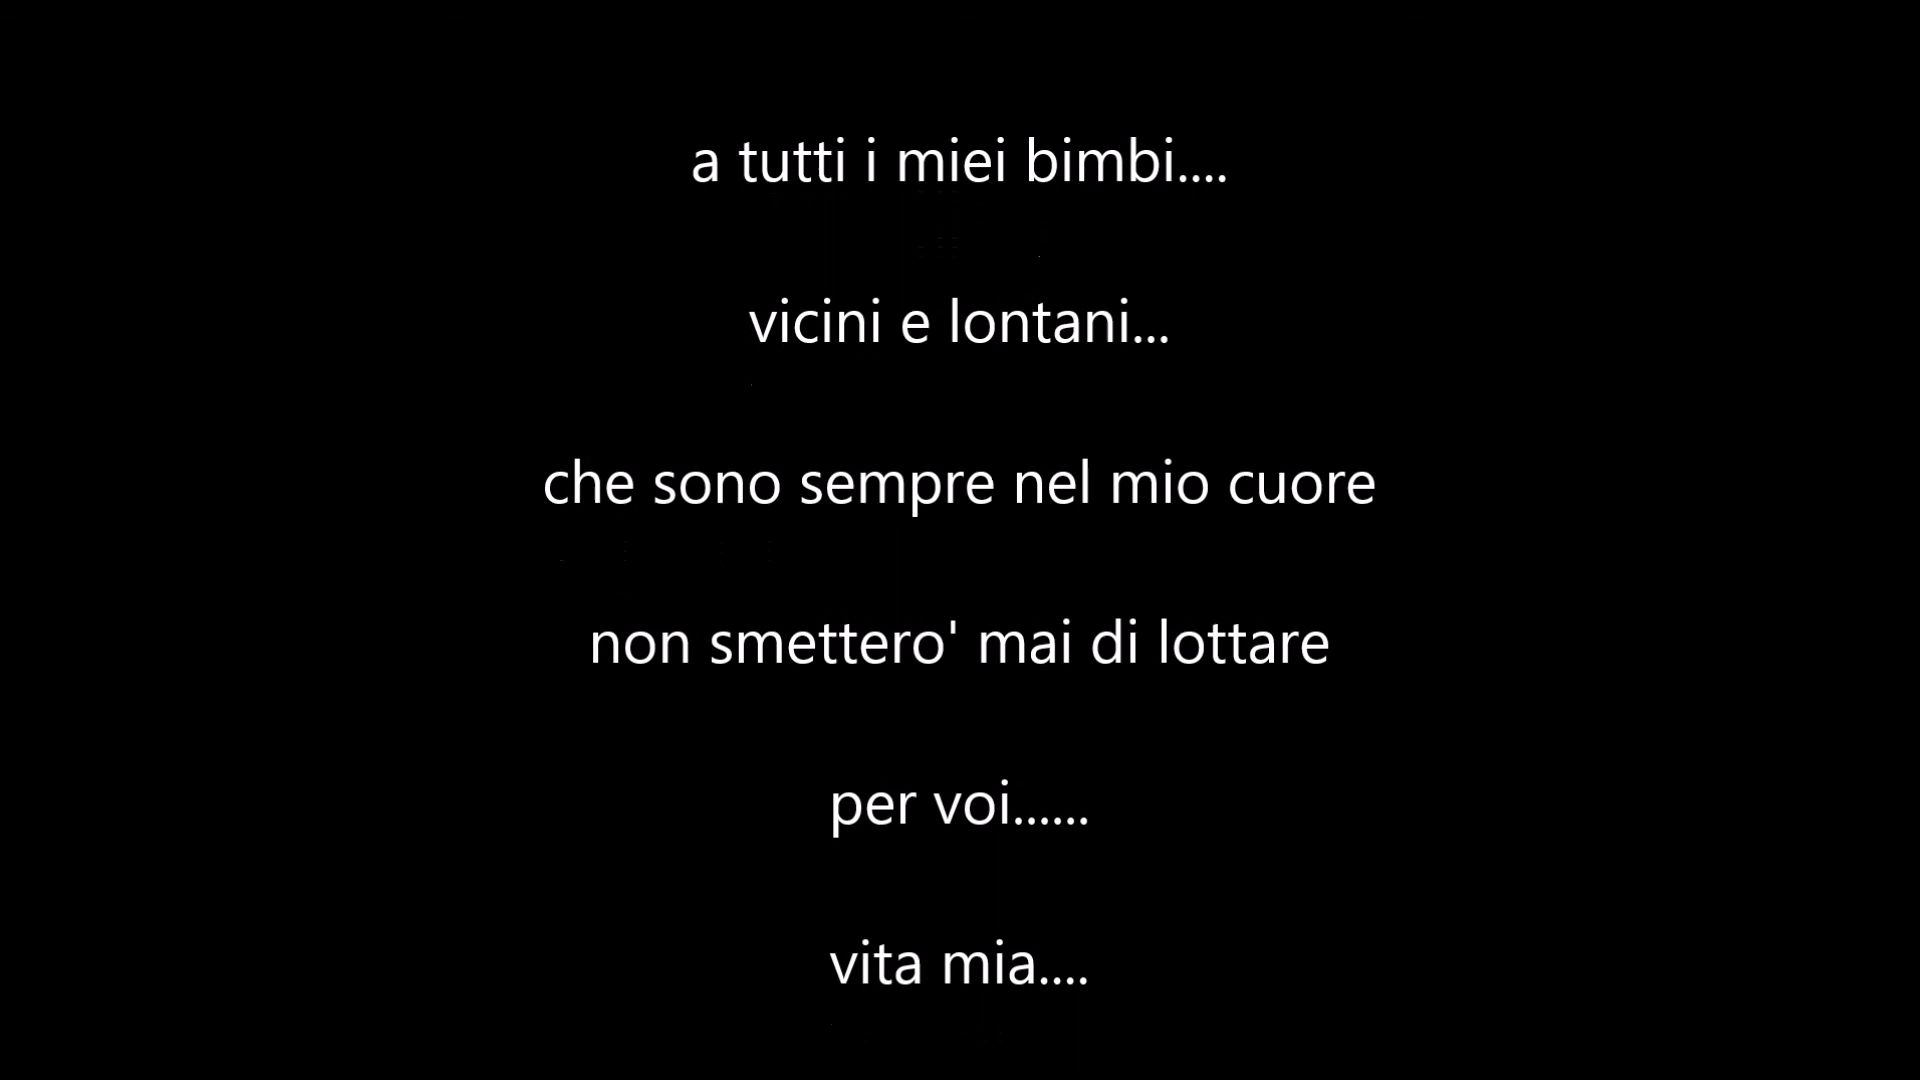 a tutti i miei bimbi....
vicini e lontani...
che sono sempre nel mio cuore
non smettero' mai di lottare
per voi......
vita mia....